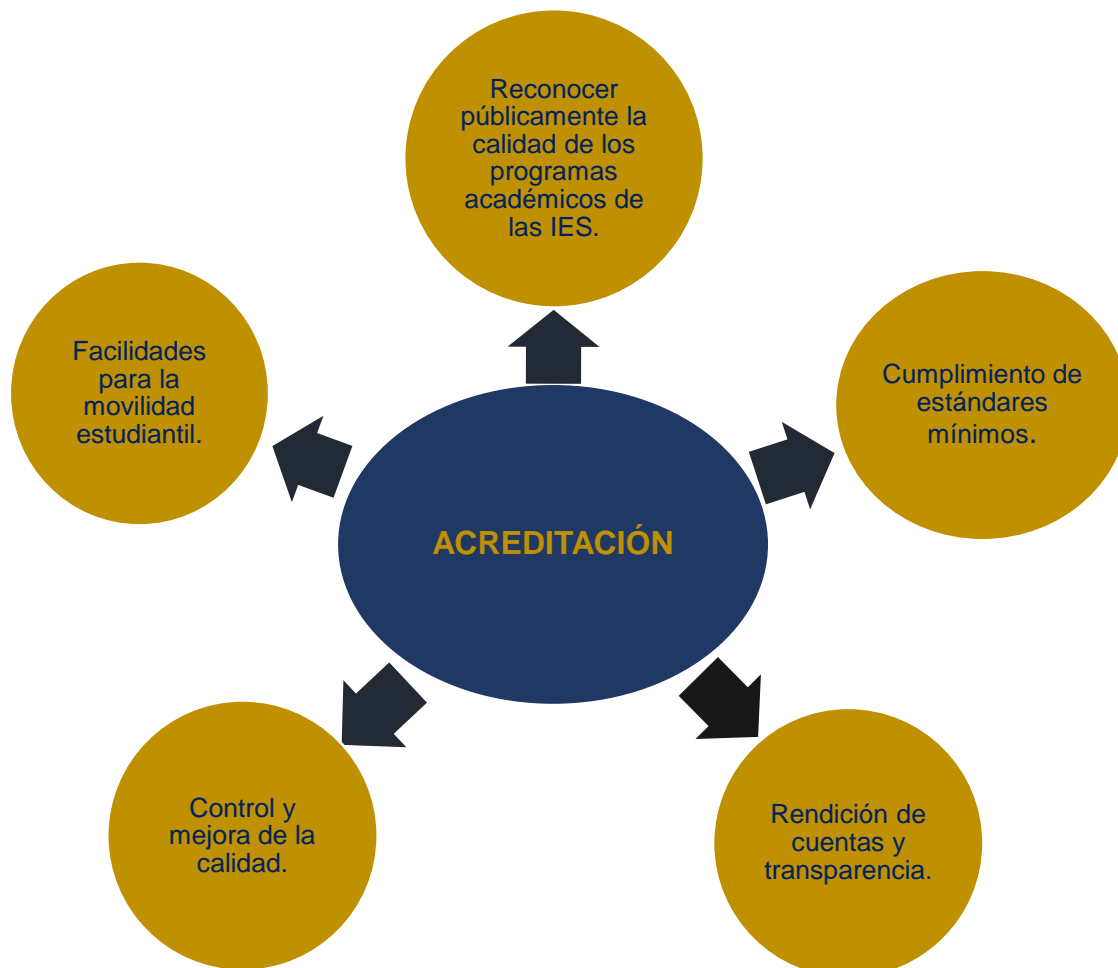 Reconocer
públicamente la
calidad de los
programas
académicos de
las IES.
Facilidades
para la
movilidad
estudiantil.
Cumplimiento de
estándares
mínimos.
ACREDITACIÓN
Control y
mejora de la
calidad.
Rendición de
cuentas y
transparencia.